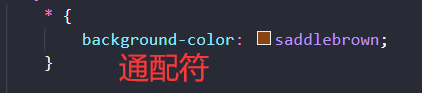 * {
background-color: saddlebrown;
}
通配符